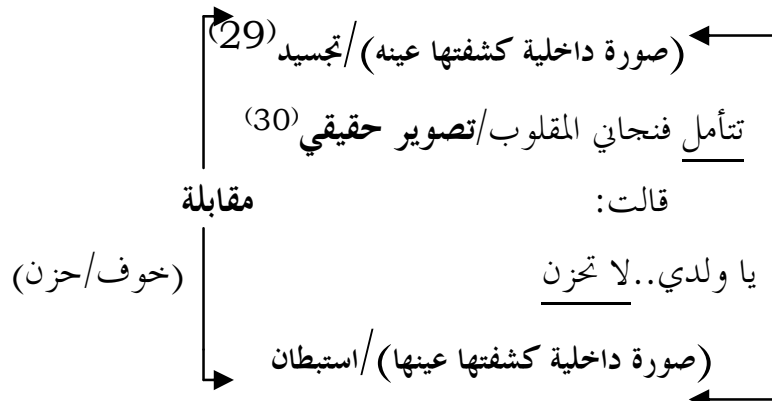 (صورة داخلية كشفتها عينه)/تجسيد(29)
تتأمل فنجاني المقلوب/تصوير حقيقي(30)
قالت:
مقابلة
يا ولدي..لا تحزن
(خوف/حزن)
(صورة داخلية كشفتها عينها)/استبطان